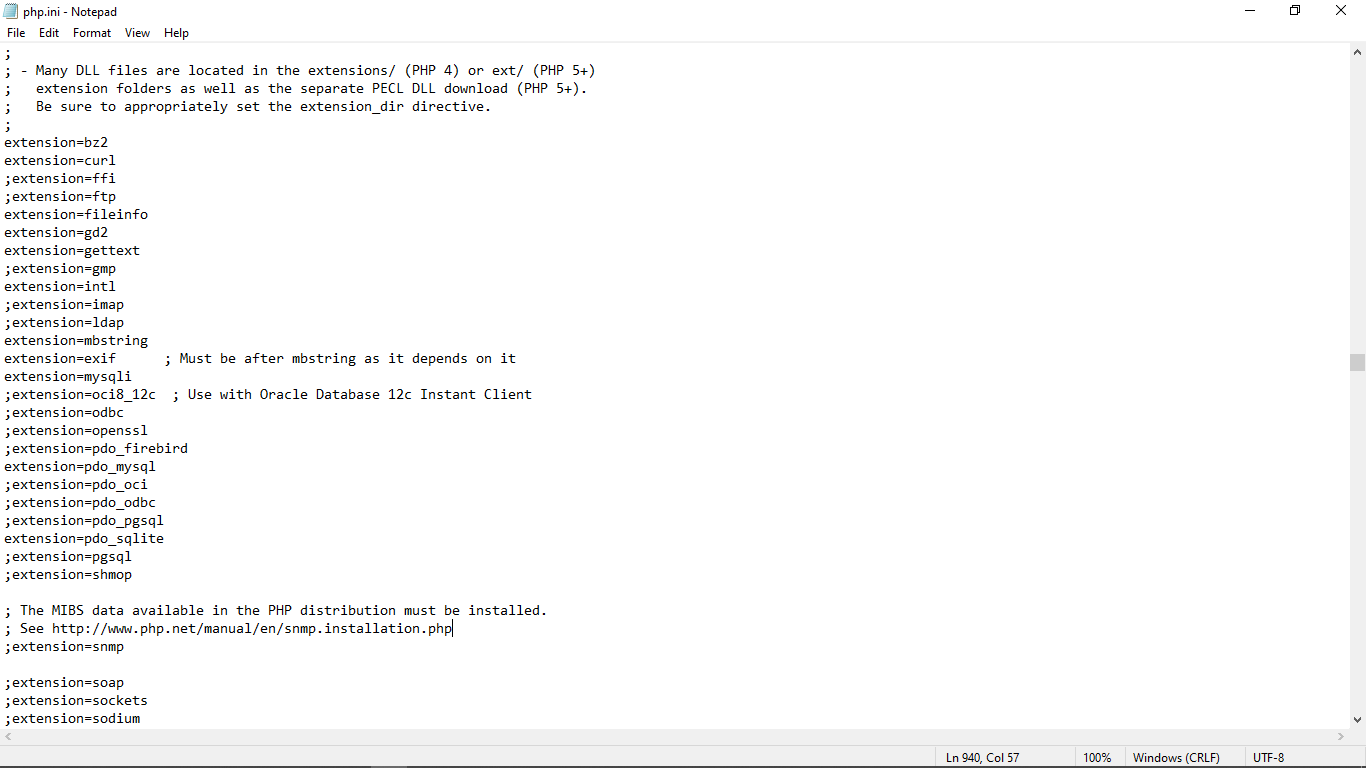 php.ini - Notepad
File Edit Format View Help
;
; - Many DLL files are located in the extensions/ (PHP 4) or ext/ (PHP 5+)
;   extension folders as well as the separate PECL DLL download (PHP 5+).
;   Be sure to appropriately set the extension_dir directive.
;
extension=bz2
extension=curl
;extension=ffi
;extension=ftp
extension=fileinfo
extension=gd2
extension=gettext
;extension=gmp
extension=intl
;extension=imap
;extension=ldap
extension=mbstring
extension=exif      ; Must be after mbstring as it depends on it
extension=mysqli
;extension=oci8_12c  ; Use with Oracle Database 12c Instant Client
;extension=odbc
;extension=openssl
;extension=pdo_firebird
extension=pdo_mysql
;extension=pdo_oci
;extension=pdo_odbc
;extension=pdo_pgsql
extension=pdo_sqlite
;extension=pgsql
;extension=shmop
; The MIBS data available in the PHP distribution must be installed.
; See http://www.php.net/manual/en/snmp.installation.php
;extension=snmp
;extension=soap
;extension=sockets
;extension=sodium
Ln 940, Col 57 100% Windows (CRLF) UTF-8